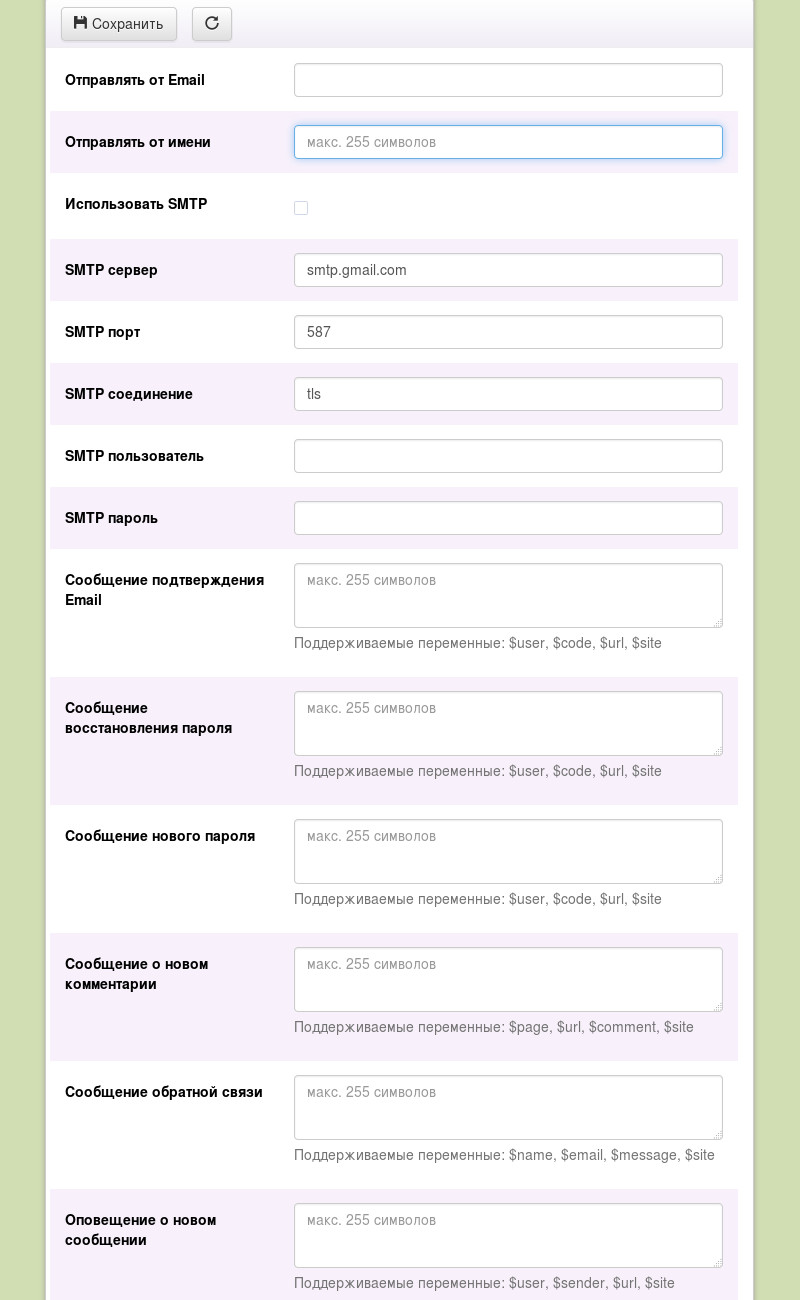 Сохранить
Отправлять от Email
Отправлять от имени
макс. 255 символов
Использовать SMTP
SMTP сервер
smtp.gmail.com
SMTP порт
587
SMTP соединение
tls
SMTP пользователь
SMTP пароль
Сообщение подтверждения
Email
макс. 255 символов
Поддерживаемые переменные: $user, $code, $url, $site
Сообщение
восстановления пароля
макс. 255 символов
Поддерживаемые переменные: $user, $code, $url, $site
Сообщение нового пароля
макс. 255 символов
Поддерживаемые переменные: $user, $code, $url, $site
Сообщение о новом
комментарии
макс. 255 символов
Поддерживаемые переменные: $page, $url, $comment, $site
Сообщение обратной связи
макс. 255 символов
Поддерживаемые переменные: $name, $email, $message, $site
Оповещение о новом
сообщении
макс. 255 символов
Поддерживаемые переменные: $user, $sender, $url, $site